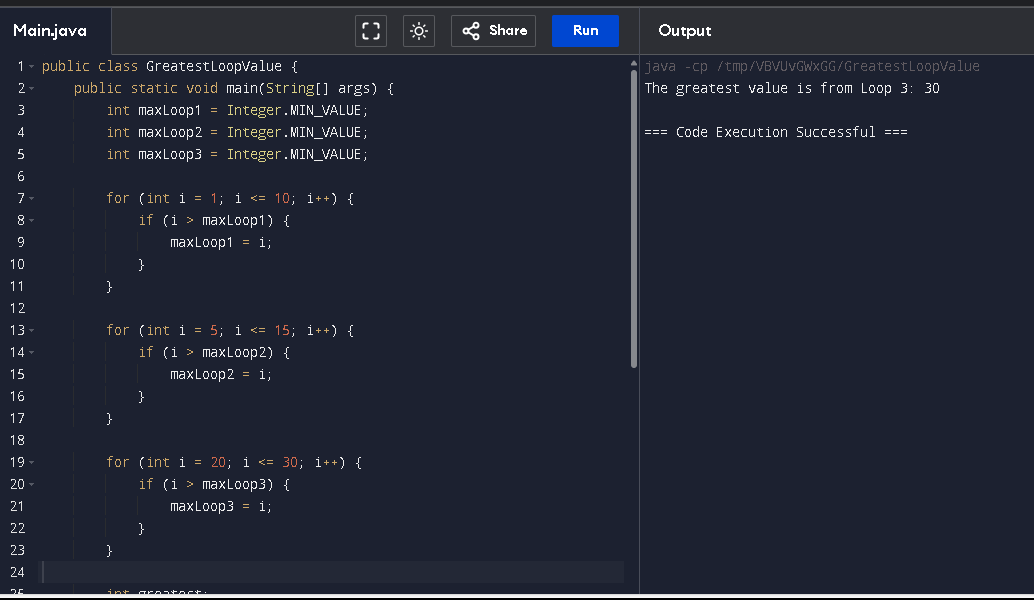 Main.java
Share
Run
Output
1 public class GreatestLoopValue {
2     public static void main(String[] args) {
3         int maxLoop1 = Integer.MIN_VALUE;
4         int maxLoop2 = Integer.MIN_VALUE;
5         int maxLoop3 = Integer.MIN_VALUE;
6
7         for (int i = 1; i <= 10; i++) {
8             if (i > maxLoop1) {
9                 maxLoop1 = i;
10             }
11         }
12
13         for (int i = 5; i <= 15; i++) {
14             if (i > maxLoop2) {
15                 maxLoop2 = i;
16             }
17         }
18
19         for (int i = 20; i <= 30; i++) {
20             if (i > maxLoop3) {
21                 maxLoop3 = i;
22             }
23         }
24
25         int greatest;
java -cp /tmp/VBVUvGWxGG/GreatestLoopValue
The greatest value is from Loop 3: 30
=== Code Execution Successful ===